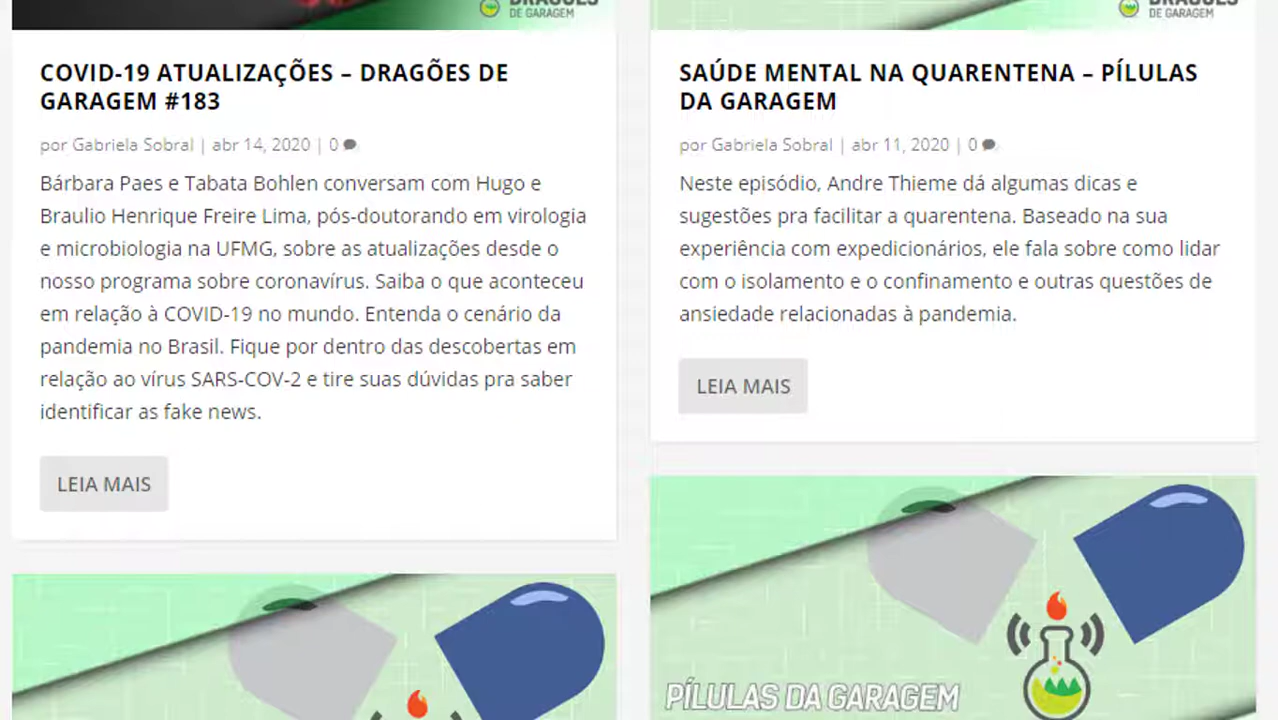 DRAGÕES
DE GARAGEM
COVID-19 ATUALIZAÇÕES – DRAGÕES DE
GARAGEM #183
por Gabriela Sobral | abr 14, 2020 | 0
Bárbara Paes e Tabata Bohlen conversam com Hugo e
Braulio Henrique Freire Lima, pós-doutorando em virologia
e microbiologia na UFMG, sobre as atualizações desde o
nosso programa sobre coronavírus. Saiba o que aconteceu
em relação à COVID-19 no mundo. Entenda o cenário da
pandemia no Brasil. Fique por dentro das descobertas em
relação ao vírus SARS-COV-2 e tire suas dúvidas pra saber
identificar as fake news.
LEIA MAIS
DRAGÕES
DE GARAGEM
SAÚDE MENTAL NA QUARENTENA – PÍLULAS
DA GARAGEM
por Gabriela Sobral | abr 11, 2020 | 0
Neste episódio, Andre Thieme dá algumas dicas e
sugestões pra facilitar a quarentena. Baseado na sua
experiência com expedicionários, ele fala sobre como lidar
com o isolamento e o confinamento e outras questões de
ansiedade relacionadas à pandemia.
LEIA MAIS
PÍLULAS DA GARAGEM